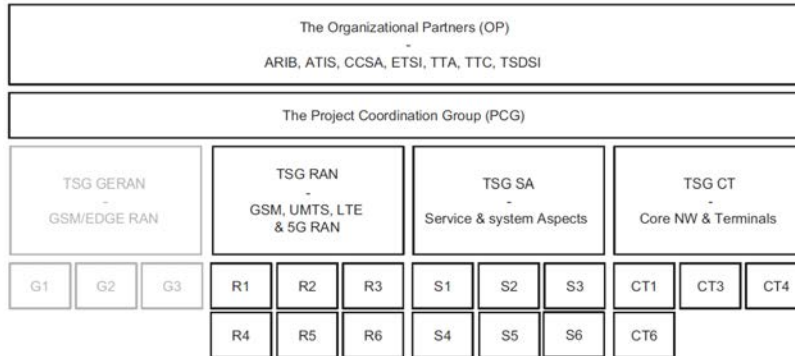 The Organizational Partners (OP)
-
ARIB, ATIS, CCSA, ETSI, TTA, TTC, TSDSI
The Project Coordination Group (PCG)
TSG GERAN
-
GSM/EDGE RAN
TSG RAN
-
GSM, UMTS, LTE
& 5G RAN
TSG SA
-
Service & system Aspects
TSG CT
-
Core NW & Terminals
G1 G2 G3 R1 R2 R3 S1 S2 S3 CT1 CT3 CT4
R4 R5 R6 S4 S5 S6 CT6